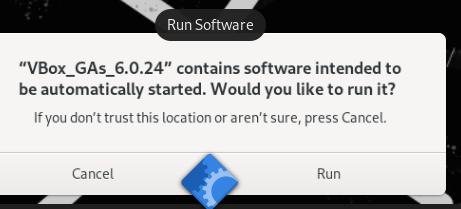 Run Software
“VBox_GAs_6.0.24” contains software intended to
be automatically started. Would you like to run it?
If you don’t trust this location or aren’t sure, press Cancel.
Cancel
Run